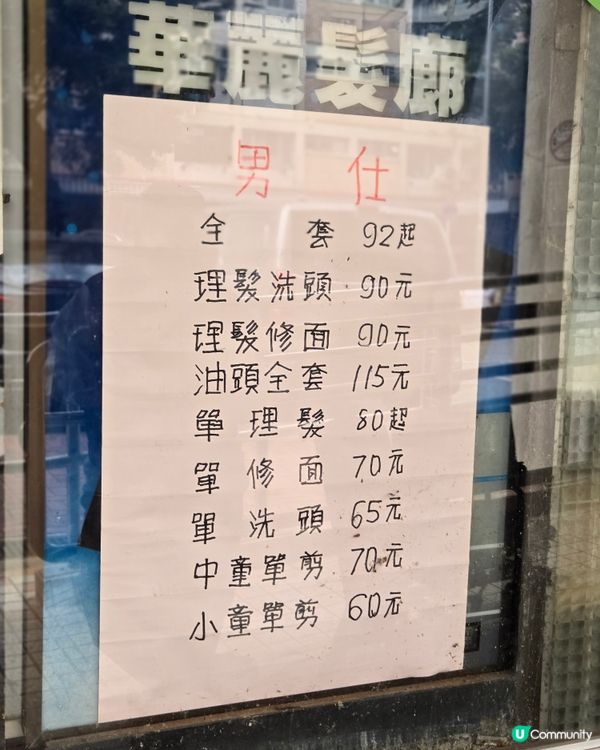 華麗髮廊
男仕
全套 92起
理髮洗頭 90元
理髮修面 90元
油頭全套 115元
單理髮 80起
單修面 70元
單洗頭 65元
中童單剪 70元
小童單剪 60元
U Community